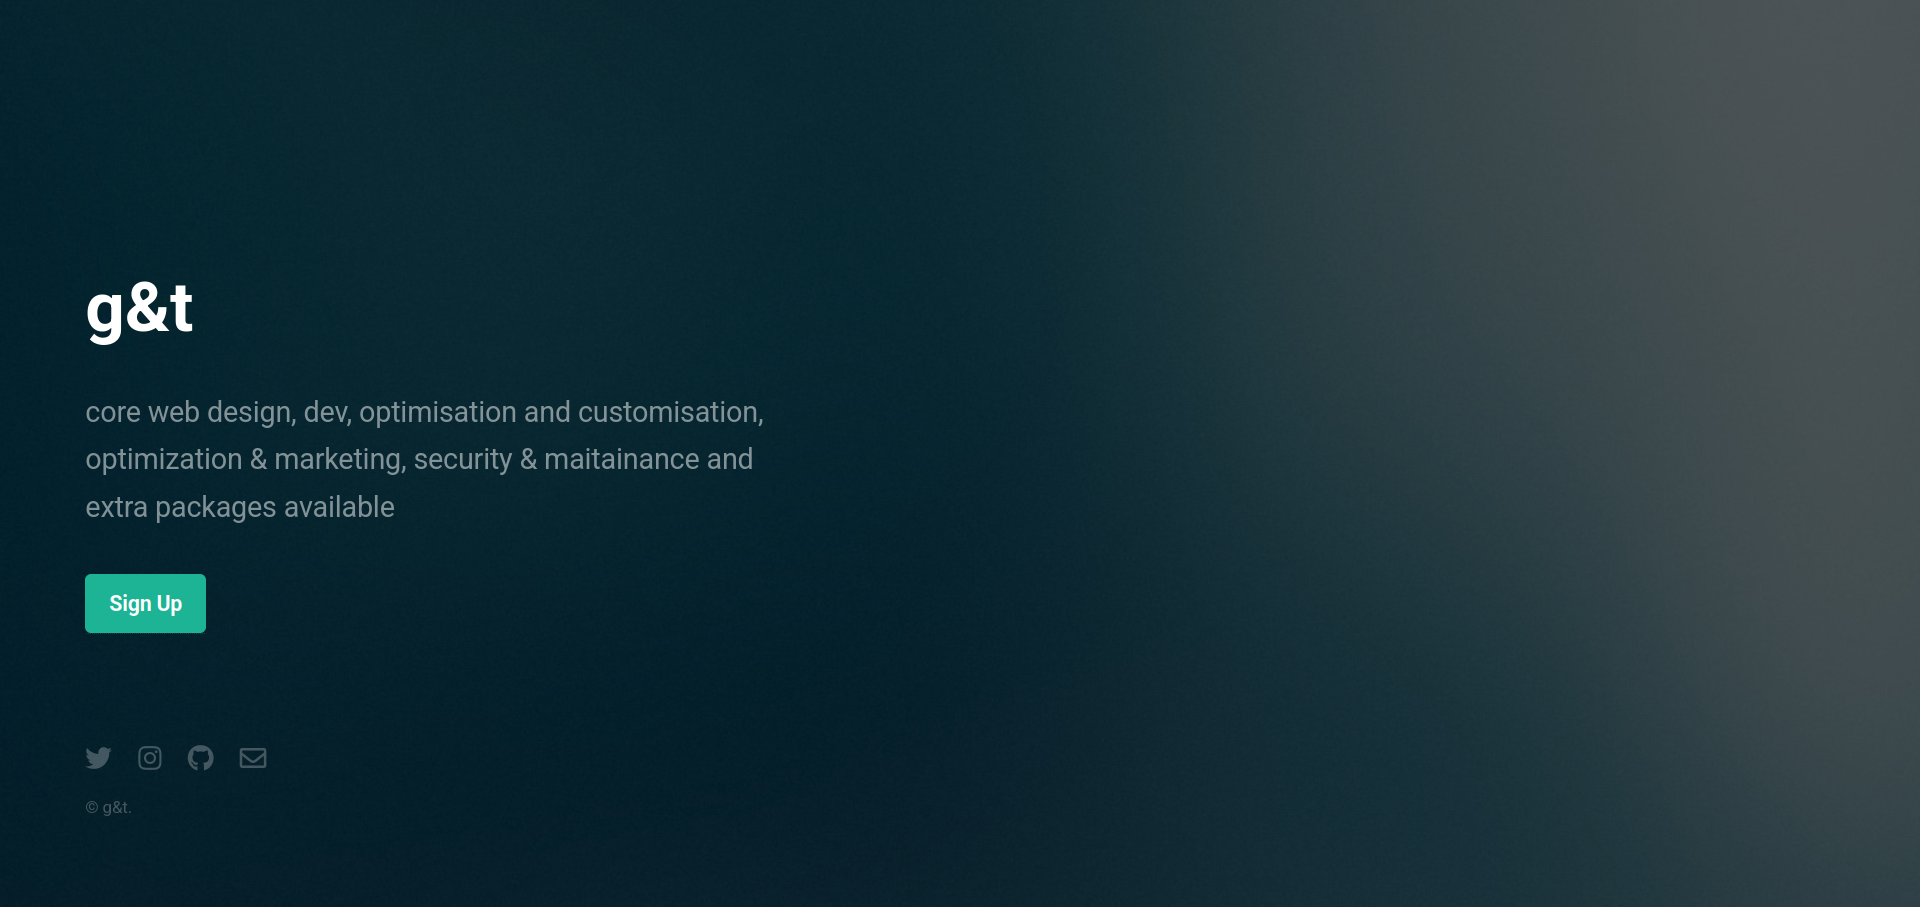 g&t
core web design, dev, optimisation and customisation,
optimization & marketing, security & maitainance and
extra packages available
Sign Up
© g&t.